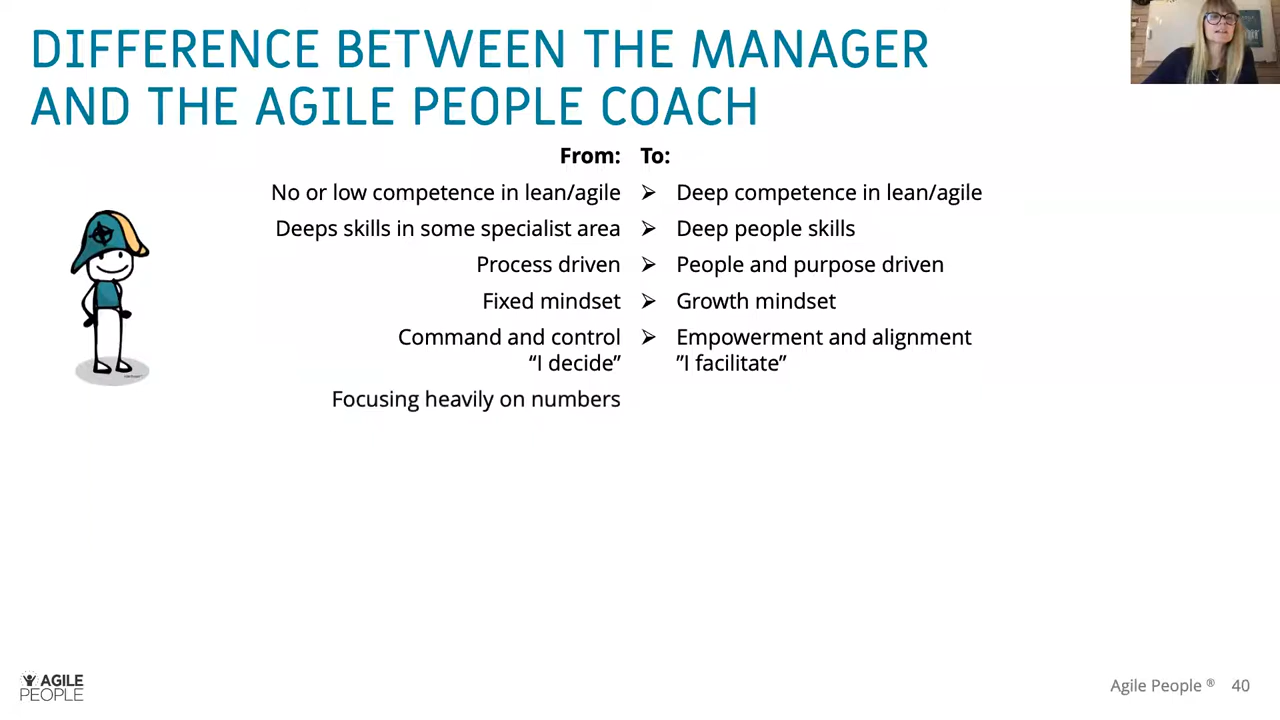 DIFFERENCE BETWEEN THE MANAGER
AND THE AGILE PEOPLE COACH
From: To:
No or low competence in lean/agile ➢ Deep competence in lean/agile
Deeps skills in some specialist area ➢ Deep people skills
Process driven ➢ People and purpose driven
Fixed mindset ➢ Growth mindset
Command and control ➢ Empowerment and alignment
“I decide” ”I facilitate”
Focusing heavily on numbers
AGILE
PEOPLE
Agile People ® 40